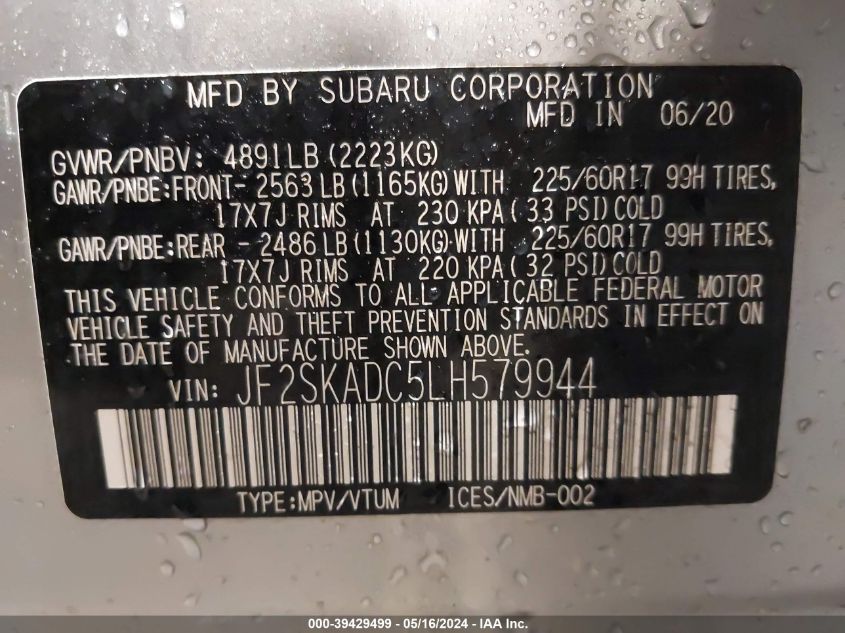 MFD BY SUBARU CORPORATION
MFD IN 06/20
GVWR/PNBV: 4891LB (2223KG)
GAWR/PNBE:FRONT- 2563 LB (1165KG) WITH 225/60R17 99H TIRES,
17X7J RIMS AT 230 KPA ( 33 PSI) COLD
GAWR/PNBE:REAR - 2486 LB (1130KG) WITH 225/60R17 99H TIRES,
17X7J RIMS AT 220 KPA ( 32 PSI) COLD
THIS VEHICLE CONFORMS TO ALL APPLICABLE FEDERAL MOTOR
VEHICLE SAFETY AND THEFT PREVENTION STANDARDS IN EFFECT ON
THE DATE OF MANUFACTURE SHOWN ABOVE.
VIN: JF2SKADC5LH579944
TYPE:MPV/VTUM ICES/NMB-002
000-39429499 - 05/16/2024 - IAA Inc.